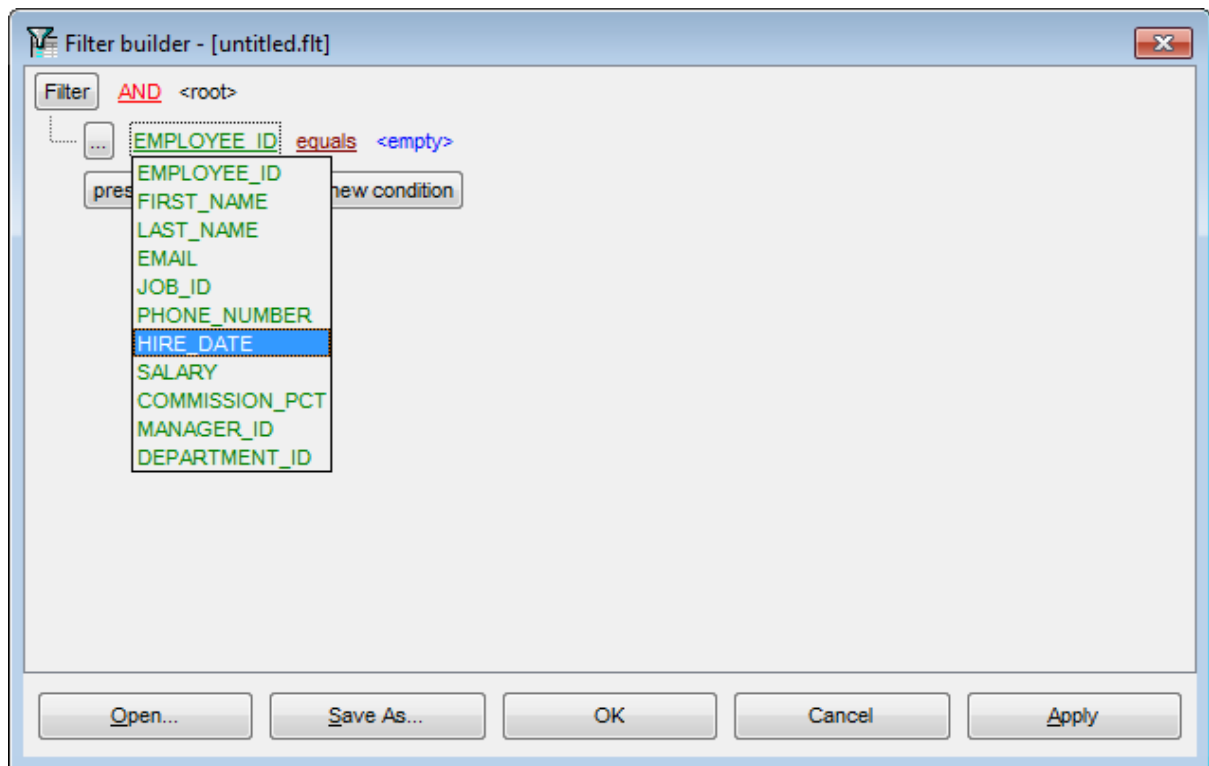 Filter builder - [untitled.flt]
Filter AND <root>
... EMPLOYEE_ID equals <empty>
EMPLOYEE_ID
pres new condition
FIRST_NAME
LAST_NAME
EMAIL
JOB_ID
PHONE_NUMBER
HIRE_DATE
SALARY
COMMISSION_PCT
MANAGER_ID
DEPARTMENT_ID
Open... Save As... OK Cancel Apply